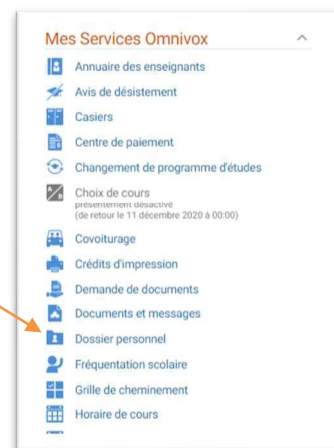 Mes Services Omnivox
Annuaire des enseignants
Avis de désistement
Casiers
Centre de paiement
Changement de programme d'études
A/B
Choix de cours
présentement désactivé
(de retour le 11 décembre 2020 à 00:00)
Covoiturage
Crédits d'impression
Demande de documents
Documents et messages
Dossier personnel
Fréquentation scolaire
Grille de cheminement
Horaire de cours